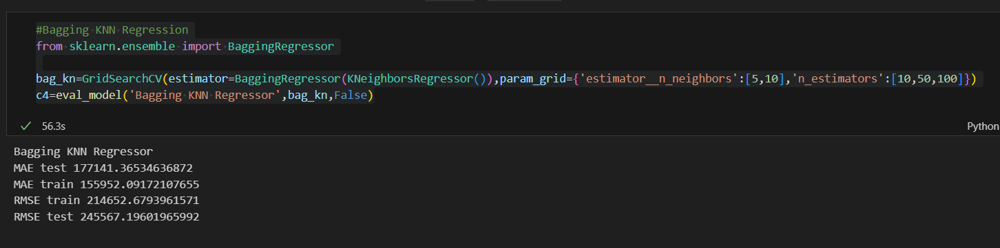 #Bagging KNN Regression
from sklearn.ensemble import BaggingRegressor
bag_kn=GridSearchCV(estimator=BaggingRegressor(KNeighborsRegressor()),param_grid={'estimator__n_neighbors':[5,10],'n_estimators':[10,50,100]})
c4=eval_model('Bagging KNN Regressor',bag_kn,False)
56.3s
Python
Bagging KNN Regressor
MAE test 177141.36534636872
MAE train 155952.09172107655
RMSE train 214652.6793961571
RMSE test 245567.19601965992